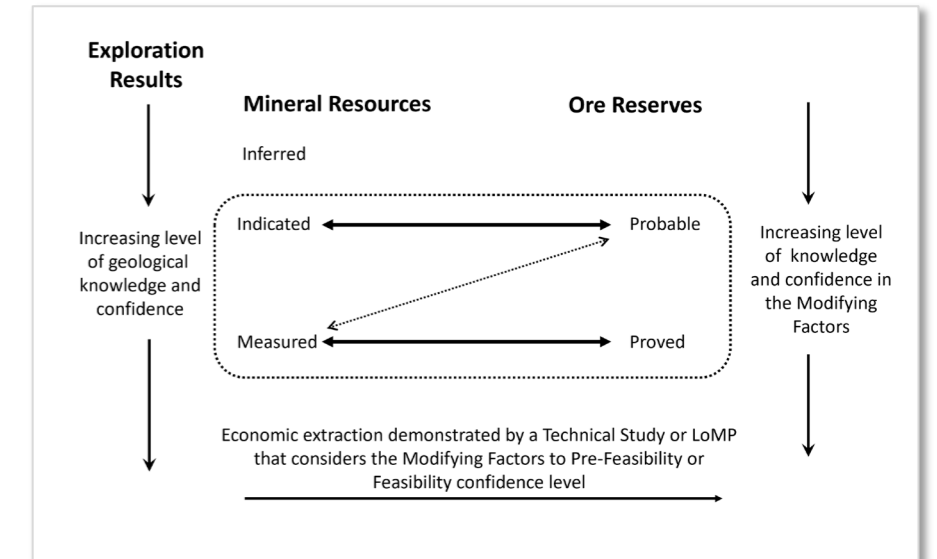 Exploration
Results
Mineral Resources
Ore Reserves
Inferred
Indicated
Probable
Increasing level
of geological
knowledge and
confidence
Increasing level
of knowledge
and confidence in
the Modifying
Factors
Measured
Proved
Economic extraction demonstrated by a Technical Study or LoMP
that considers the Modifying Factors to Pre-Feasibility or
Feasibility confidence level